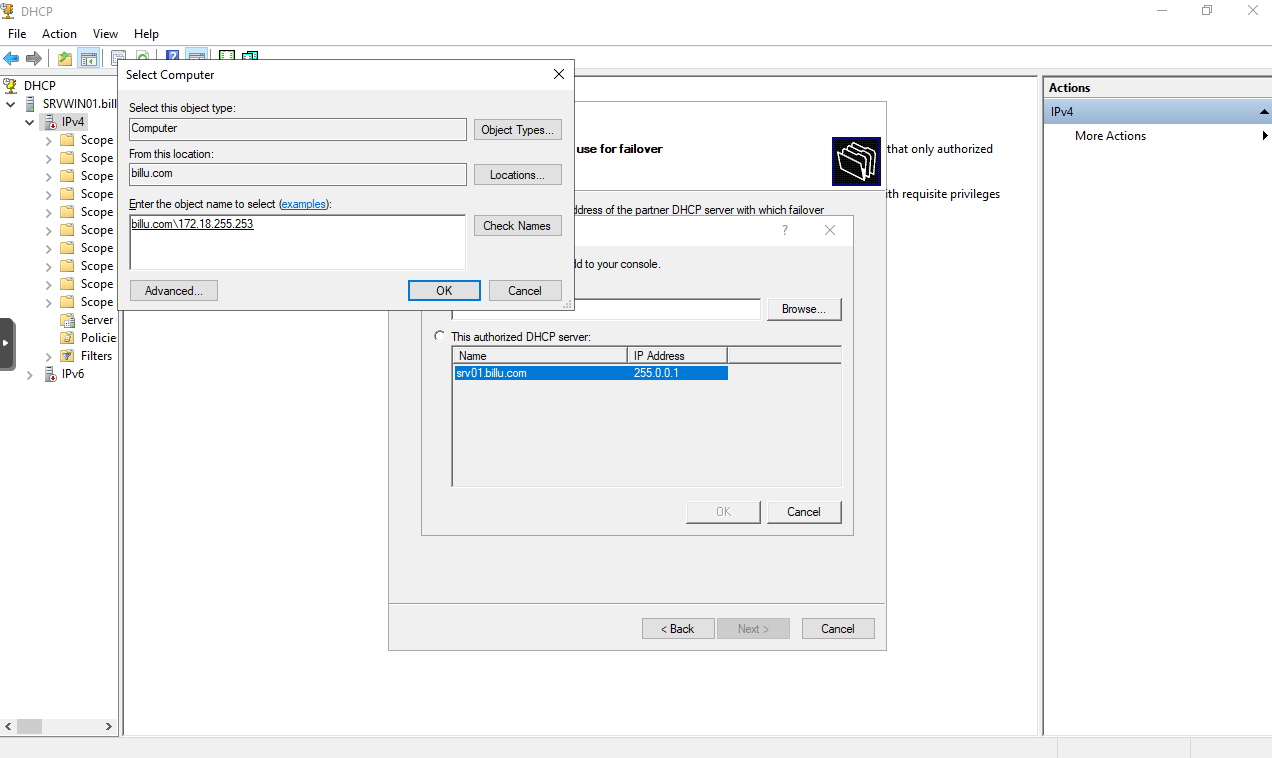 DHCP
File Action View Help
DHCP
SRVWIN01.bill
IPv4
Scope
Scope
Scope
Scope
Scope
Scope
Scope
Scope
Scope
Scope
Server
Policie
Filters
IPv6
Select Computer
Select this object type:
Computer
Object Types...
From this location:
billu.com
Locations...
Enter the object name to select (examples):
billu.com\172.18.255.253
Check Names
Advanced...
OK
Cancel
use for failover
that only authorized
ith requisite privileges
ddress of the partner DHCP server with which failover
?
dd to your console.
Browse...
This authorized DHCP server:
Name IP Address
srv01.billu.com 255.0.0.1
OK
Cancel
< Back
Next >
Cancel
Actions
IPv4
More Actions